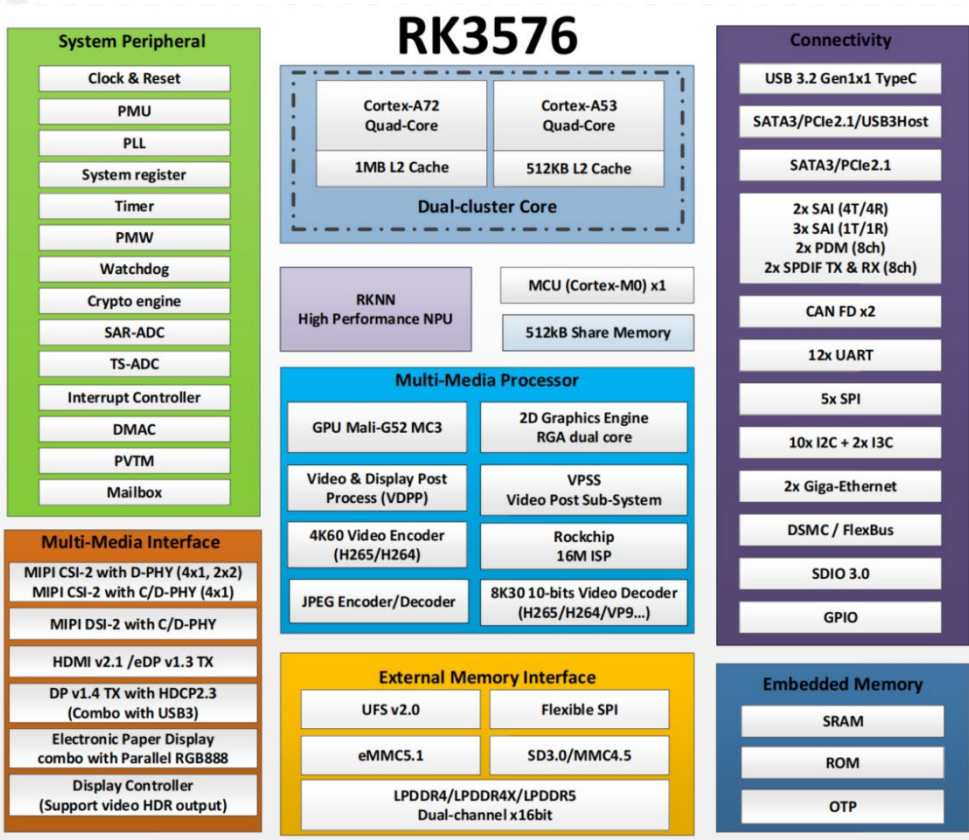 RK3576
System Peripheral
Clock & Reset
PMU
PLL
System register
Timer
PMW
Watchdog
Crypto engine
SAR-ADC
TS-ADC
Interrupt Controller
DMAC
PVTM
Mailbox
Multi-Media Interface
MIPI CSI-2 with D-PHY (4x1, 2x2)
MIPI CSI-2 with C/D-PHY (4x1)
MIPI DSI-2 with C/D-PHY
HDMI v2.1 /eDP v1.3 TX
DP v1.4 TX with HDCP2.3
(Combo with USB3)
Electronic Paper Display
combo with Parallel RGB888
Display Controller
(Support video HDR output)
Cortex-A72
Quad-Core
1MB L2 Cache
Cortex-A53
Quad-Core
512KB L2 Cache
Dual-cluster Core
RKNN
High Performance NPU
MCU (Cortex-M0) x1
512kB Share Memory
Multi-Media Processor
GPU Mali-G52 MC3
2D Graphics Engine
RGA dual core
Video & Display Post
Process (VDPP)
VPSS
Video Post Sub-System
4K60 Video Encoder
(H265/H264)
Rockchip
16M ISP
JPEG Encoder/Decoder
8K30 10-bits Video Decoder
(H265/H264/VP9...)
External Memory Interface
UFS v2.0
Flexible SPI
eMMC5.1
SD3.0/MMC4.5
LPDDR4/LPDDR4X/LPDDR5
Dual-channel x16bit
Connectivity
USB 3.2 Gen1x1 TypeC
SATA3/PCIe2.1/USB3Host
SATA3/PCIe2.1
2x SAI (4T/4R)
3x SAI (1T/1R)
2x PDM (8ch)
2x SPDIF TX & RX (8ch)
CAN FD x2
12x UART
5x SPI
10x I2C + 2x I3C
2x Giga-Ethernet
DSMC / FlexBus
SDIO 3.0
GPIO
Embedded Memory
SRAM
ROM
OTP